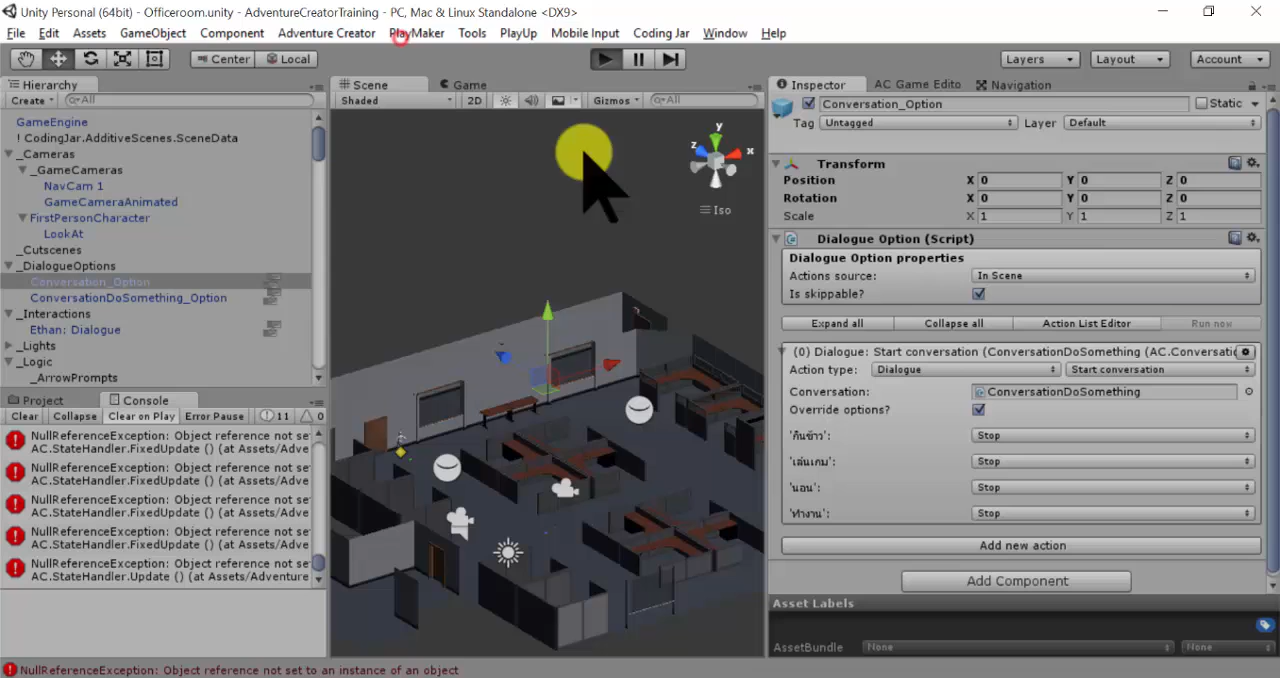 Unity Personal (64bit) - Officeroom.unity - AdventureCreatorTraining - PC, Mac & Linux Standalone <DX9>
File Edit Assets GameObject Component Adventure Creator PlayMaker Tools PlayUp Mobile Input Coding Jar Window Help
Center Local Layers Layout Account
Hierarchy
Create All
GameEngine
! CodingJar.AdditiveScenes.SceneData
_Cameras
_GameCameras
NavCam 1
GameCameraAnimated
FirstPersonCharacter
LookAt
_Cutscenes
_DialogueOptions
Conversation_Option
ConversationDoSomething_Option
_Interactions
Ethan: Dialogue
_Lights
_Logic
_ArrowPrompts
Project Console
Clear Collapse Clear on Play Error Pause 11 0
NullReferenceException: Object reference not se
AC.StateHandler.FixedUpdate () (at Assets/Adve
NullReferenceException: Object reference not se
AC.StateHandler.FixedUpdate () (at Assets/Adve
NullReferenceException: Object reference not se
AC.StateHandler.FixedUpdate () (at Assets/Adve
NullReferenceException: Object reference not se
AC.StateHandler.FixedUpdate () (at Assets/Adve
NullReferenceException: Object reference not se
AC.StateHandler.Update () (at Assets/Adventure
NullReferenceException: Object reference not set to an instance of an object
Scene Game
Shaded 2D Gizmos All
y
z x
Iso
Inspector AC Game Edito Navigation
Conversation_Option Static
Tag Untagged Layer Default
Transform
Position X 0 Y 0 Z 0
Rotation X 0 Y 0 Z 0
Scale X 1 Y 1 Z 1
Dialogue Option (Script)
Dialogue Option properties
Actions source: In Scene
Is skippable?
Expand all Collapse all Action List Editor Run now
(0) Dialogue: Start conversation (ConversationDoSomething (AC.Conversatic
Action type: Dialogue Start conversation
Conversation: ConversationDoSomething
Override options?
'กินข้าว': Stop
'เล่นเกม': Stop
'นอน': Stop
'ทำงาน': Stop
Add new action
Add Component
Asset Labels
AssetBundle None None